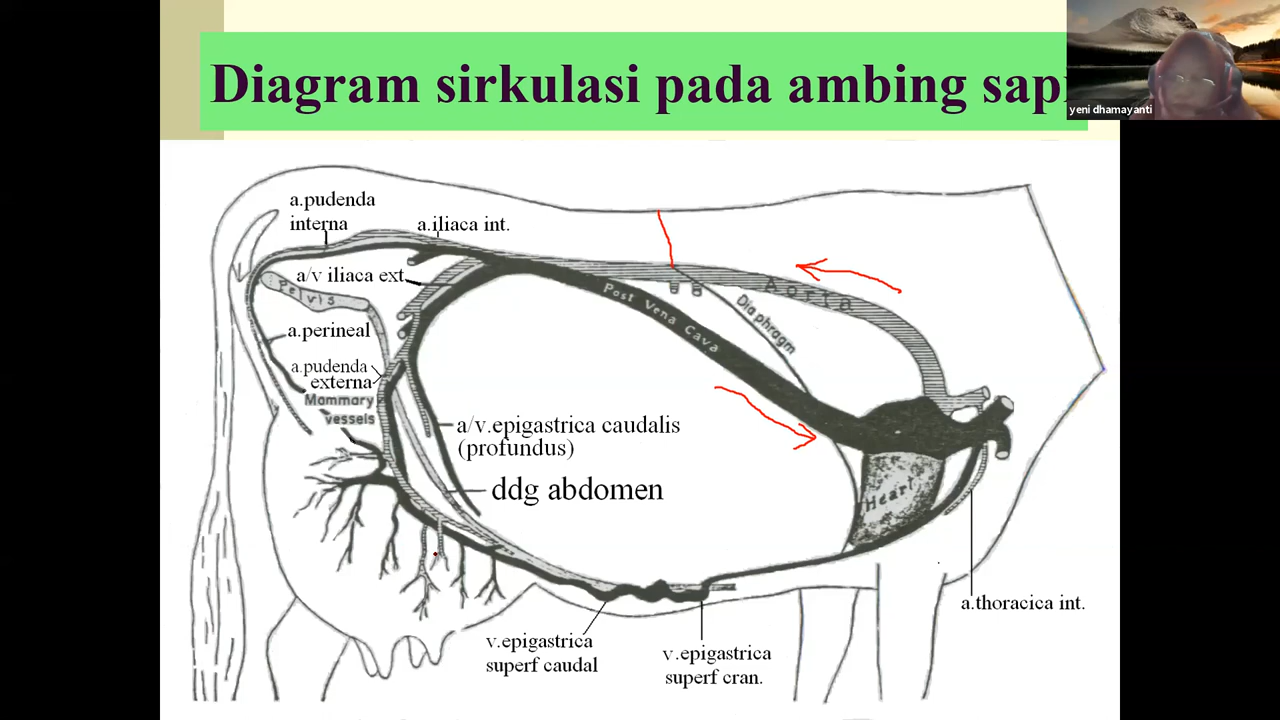 Diagram sirkulasi pada ambing sapi
yeni dhamayanti
a.pudenda
interna
a.iliaca int.
a/v iliaca ext.
Pelvis
a.perineal
a.pudenda
externa
Mammary
vessels
a/v.epigastrica caudalis
(profundus)
ddg abdomen
Post Vena Cava
Diaphragm
Aorta
Heart
a.thoracica int.
v.epigastrica
superf caudal
v.epigastrica
superf cran.